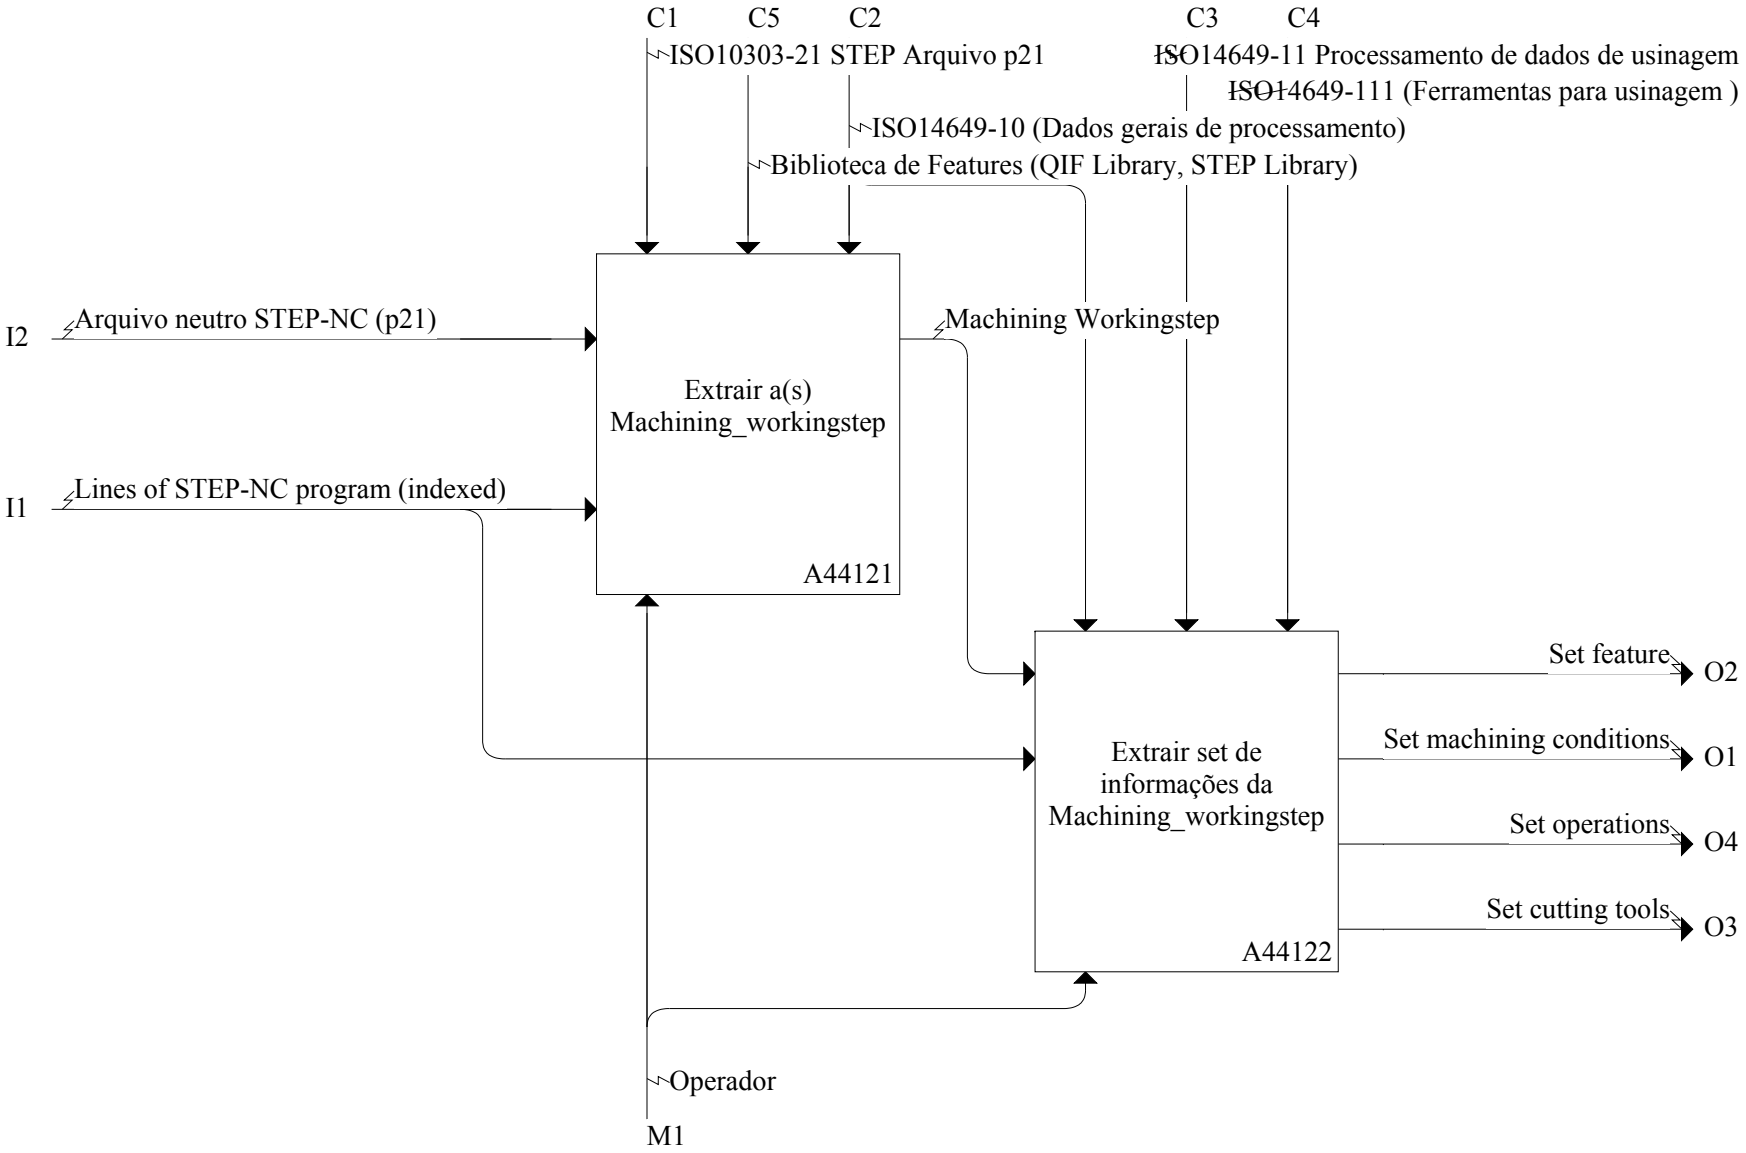 C1 C5 C2 C3 C4
ISO10303-21 STEP Arquivo p21
ISO14649-11 Processamento de dados de usinagem
ISO14649-111 (Ferramentas para usinagem )
ISO14649-10 (Dados gerais de processamento)
Biblioteca de Features (QIF Library, STEP Library)
I2
Arquivo neutro STEP-NC (p21)
Machining Workingstep
Extrair a(s)
Machining_workingstep
I1
Lines of STEP-NC program (indexed)
A44121
Set feature
O2
Set machining conditions
O1
Extrair set de
informações da
Machining_workingstep
Set operations
O4
Set cutting tools
O3
A44122
Operador
M1